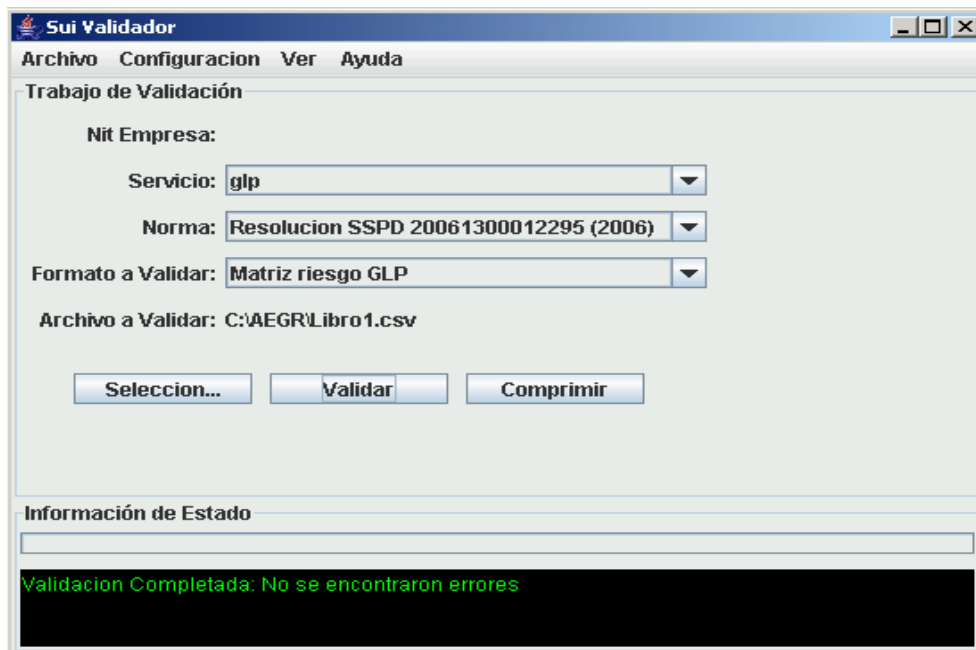 Sui Validador
Archivo Configuracion Ver Ayuda
Trabajo de Validación
Nit Empresa:
Servicio: glp
Norma: Resolucion SSPD 20061300012295 (2006)
Formato a Validar: Matriz riesgo GLP
Archivo a Validar: C:\AEGR\Libro1.csv
Seleccion... Validar Comprimir
Información de Estado
Validacion Completada: No se encontraron errores